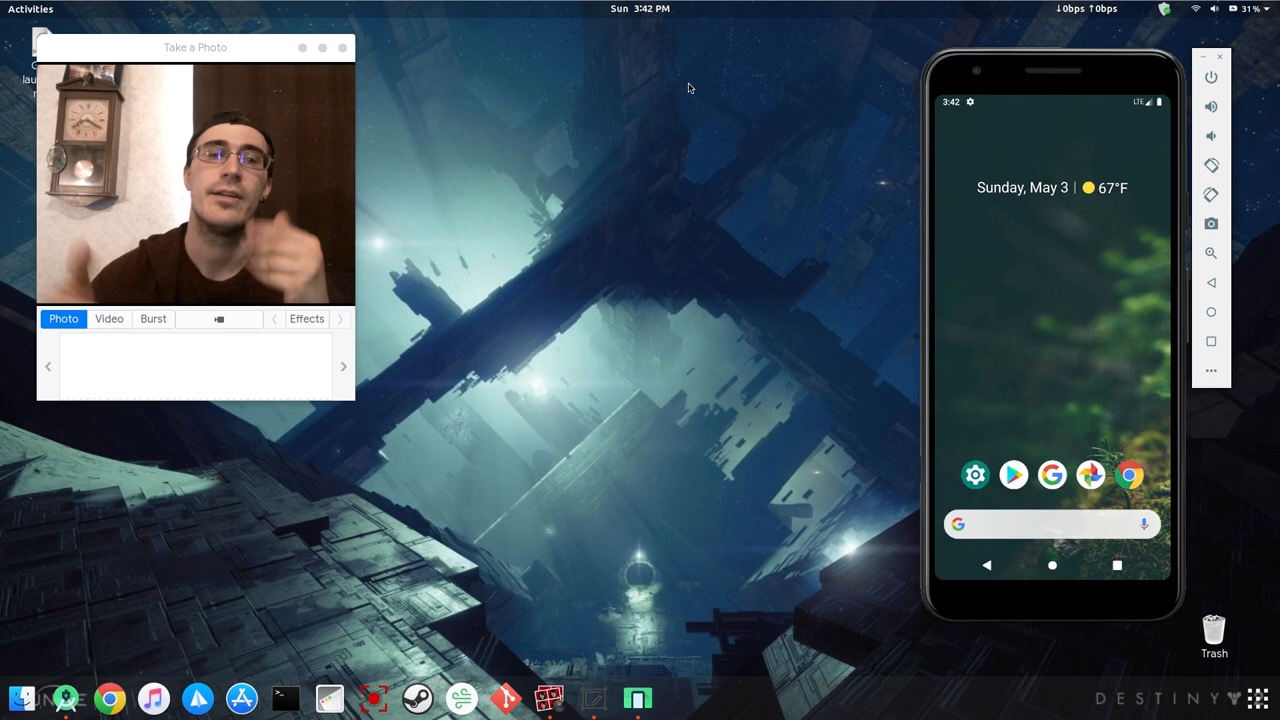 Activities
Sun 3:42 PM
↓0bps ↑0bps
31%
Take a Photo
Photo
Video
Burst
Effects
3:42
LTE
Sunday, May 3
67°F
Trash
DESTINY